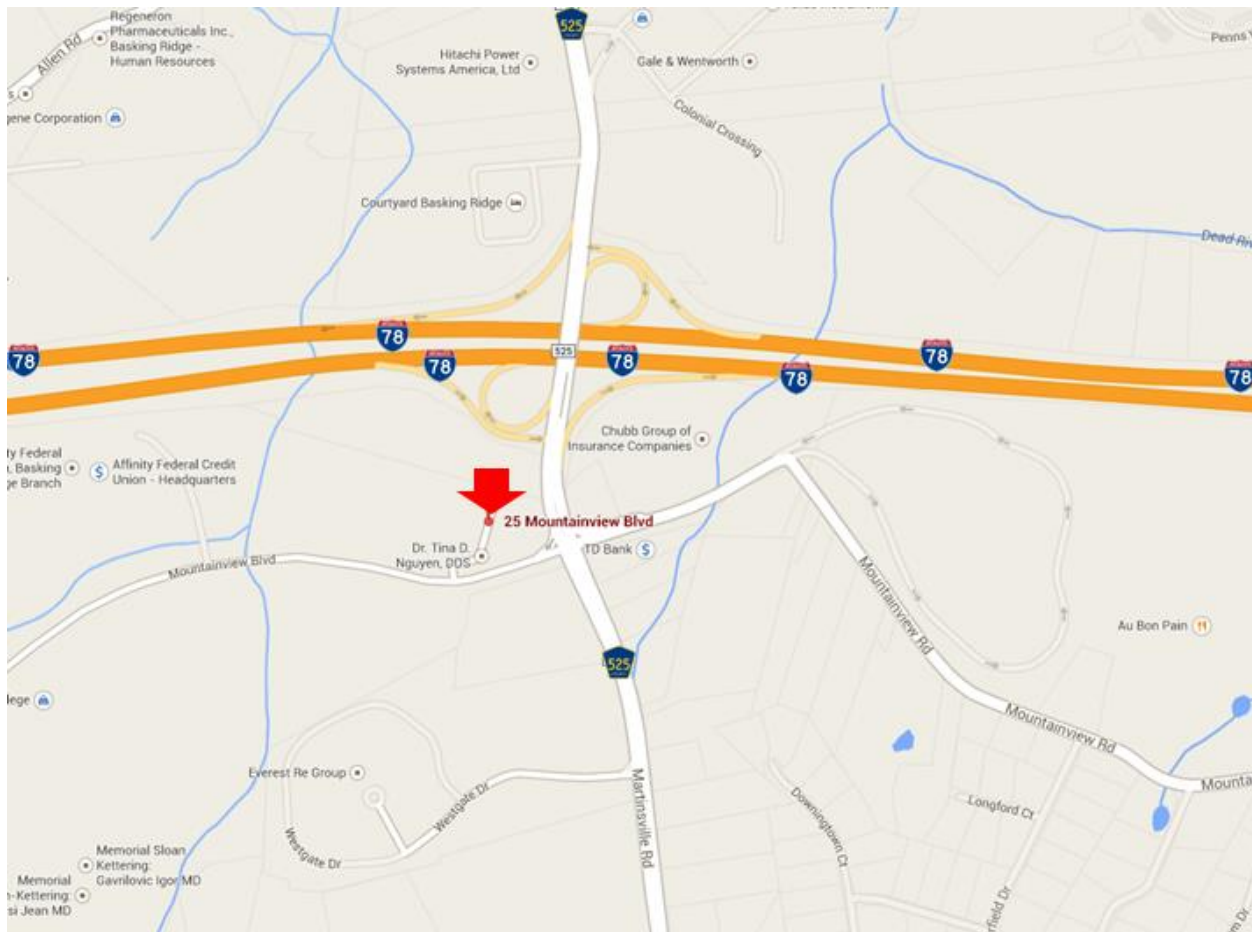 Regeneron
Pharmaceuticals Inc.,
Basking Ridge -
Human Resources
Allen Rd
525
Hitachi Power
Systems America, Ltd
Gale & Wentworth
Penns
gene Corporation
Colonial Crossing
Courtyard Basking Ridge
Dead Riv
78
78
78
525
78
78
78
78
Chubb Group of
Insurance Companies
ty Federal
, Basking
ge Branch
Affinity Federal Credit
Union - Headquarters
25 Mountainview Blvd
Dr. Tina D.
Nguyen, DDS
TD Bank
Mountainview Blvd
Mountainview Rd
Au Bon Pain
525
lege
Mountainview Rd
Everest Re Group
Martinsville Rd
Westgate Dr
Downingtown Ct
Longford Ct
Mounta
Westgate Dr
Memorial Sloan
Kettering:
Gavrilovic Igor MD
Memorial
n-Kettering:
si Jean MD
field Dr
m Dr